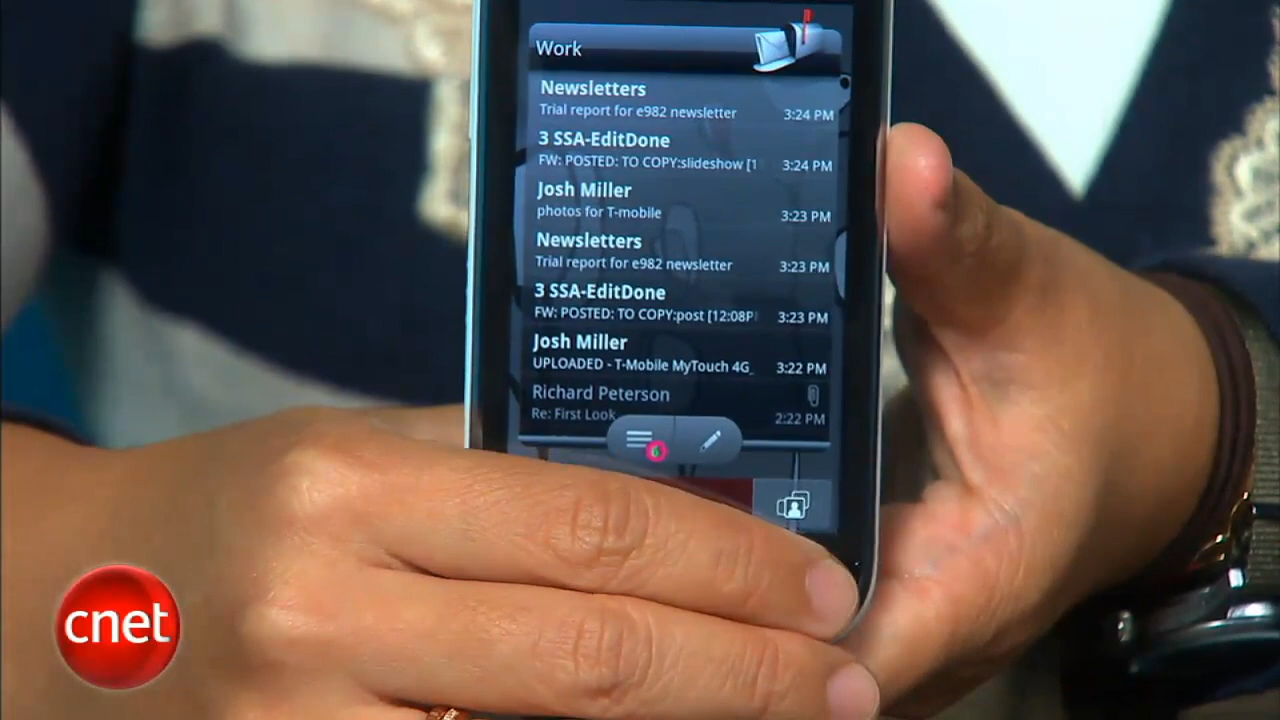 Work
Newsletters
Trial report for e982 newsletter
3:24 PM
3 SSA-EditDone
FW: POSTED: TO COPY:slideshow [1
3:24 PM
Josh Miller
photos for T-mobile
3:23 PM
Newsletters
Trial report for e982 newsletter
3:23 PM
3 SSA-EditDone
FW: POSTED: TO COPY:post [12:08P
3:23 PM
Josh Miller
UPLOADED - T-Mobile MyTouch 4G
3:22 PM
Richard Peterson
Re: First Look
2:22 PM
cnet